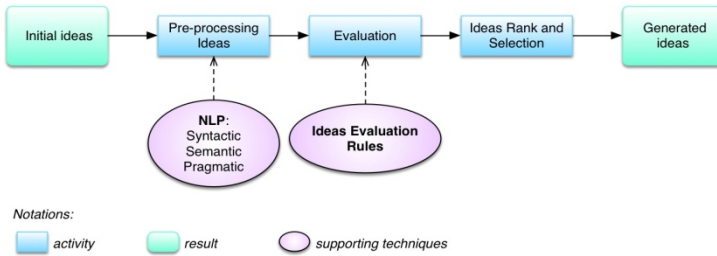 Initial ideas
Pre-processing
Ideas
Evaluation
Ideas Rank and
Selection
Generated
ideas
NLP:
Syntactic
Semantic
Pragmatic
Ideas Evaluation
Rules
Notations:
activity
result
supporting techniques